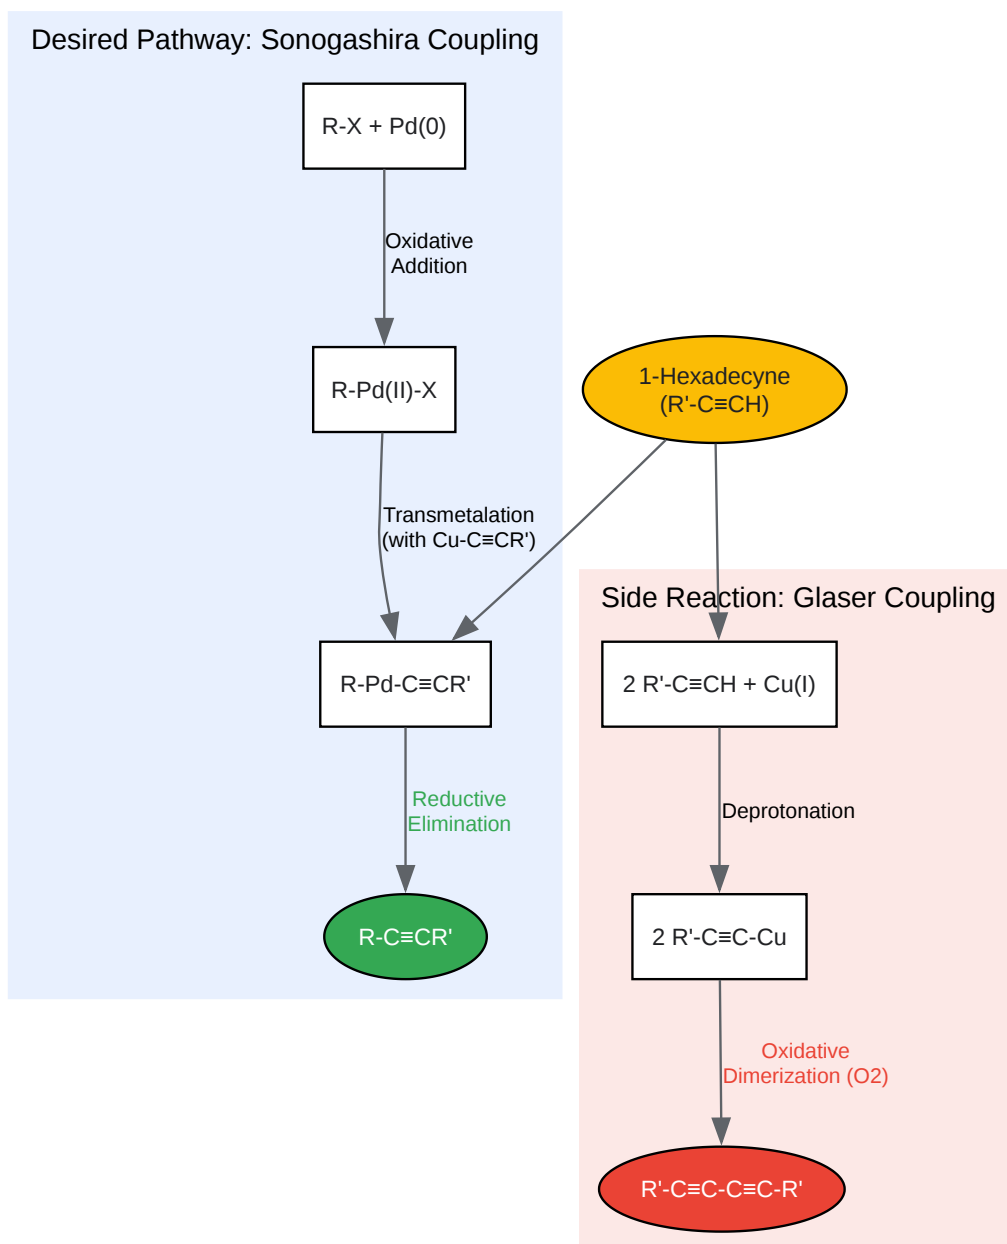 Desired Pathway: Sonogashira Coupling
R-X + Pd(0)
Oxidative
Addition
R-Pd(II)-X
1-Hexadecyne
(R'-C≡CH)
Transmetalation
(with Cu-C≡CR')
Side Reaction: Glaser Coupling
R-Pd-C≡CR'
2 R'-C≡CH + Cu(I)
Reductive
Elimination
Deprotonation
R-C≡CR'
2 R'-C≡C-Cu
Oxidative
Dimerization (O2)
R'-C≡C-C≡C-R'